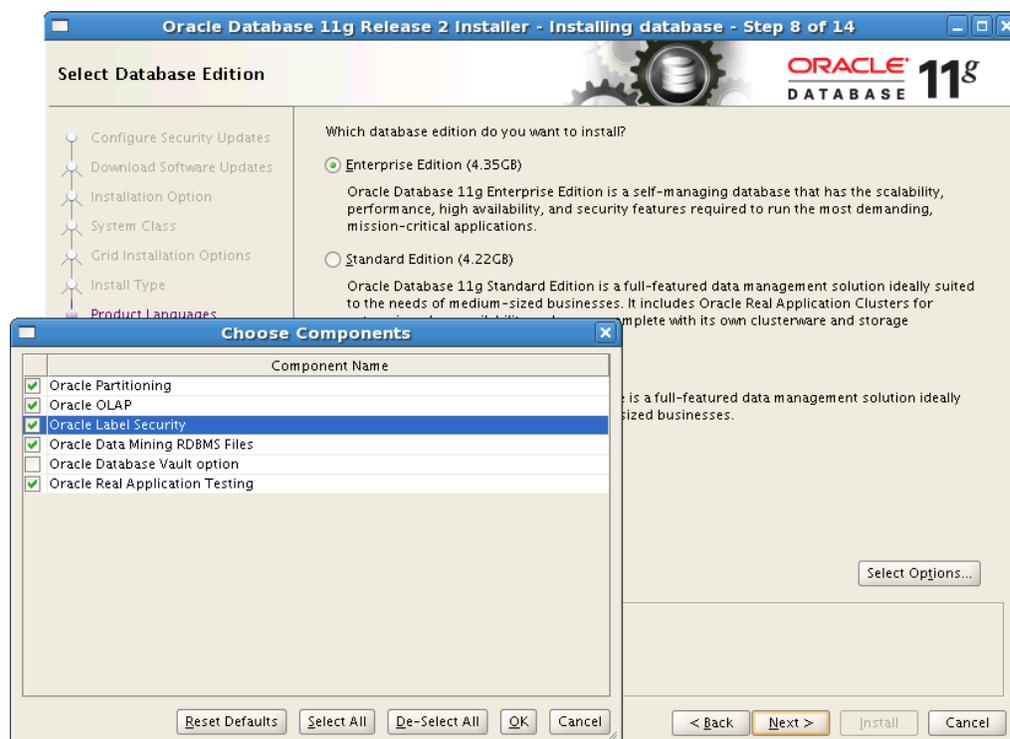 Oracle Database 11g Release 2 Installer - Installing database - Step 8 of 14
Select Database Edition
ORACLE
DATABASE 11g
Configure Security Updates
Download Software Updates
Installation Option
System Class
Grid Installation Options
Install Type
Product Languages
Which database edition do you want to install?
Enterprise Edition (4.35GB)
Oracle Database 11g Enterprise Edition is a self-managing database that has the scalability,
performance, high availability, and security features required to run the most demanding,
mission-critical applications.
Standard Edition (4.22GB)
Oracle Database 11g Standard Edition is a full-featured data management solution ideally suited
to the needs of medium-sized businesses. It includes Oracle Real Application Clusters for
with its own clusterware and storage
is a full-featured data management solution ideally
sized businesses.
Select Options...
Choose Components
Component Name
Oracle Partitioning
Oracle OLAP
Oracle Label Security
Oracle Data Mining RDBMS Files
Oracle Database Vault option
Oracle Real Application Testing
Reset Defaults
Select All
De-Select All
OK
Cancel
< Back
Next >
Install
Cancel